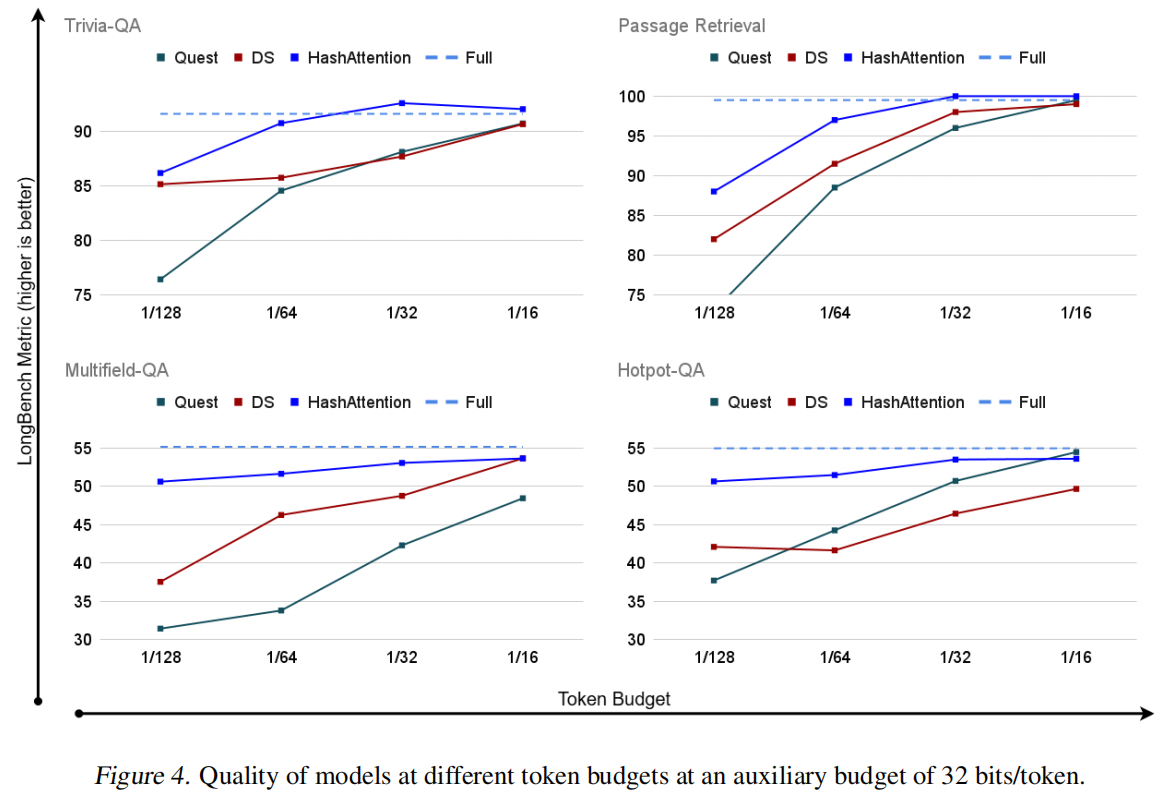 Trivia-QA
Quest DS HashAttention Full
90
85
80
75
1/128 1/64 1/32 1/16
Passage Retrieval
Quest DS HashAttention Full
100
95
90
85
80
75
1/128 1/64 1/32 1/16
LongBench Metric (higher is better)
Multifield-QA
Quest DS HashAttention Full
55
50
45
40
35
30
1/128 1/64 1/32 1/16
Hotpot-QA
Quest DS HashAttention Full
55
50
45
40
35
30
1/128 1/64 1/32 1/16
Token Budget
Figure 4. Quality of models at different token budgets at an auxiliary budget of 32 bits/token.